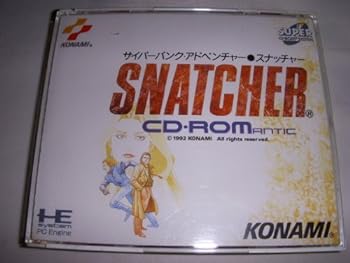 KONAMI
SUPER
サイバーパンク・アドベンチャー●スナッチャー
SNATCHER®
CD・ROMANTIC
© 1992 KONAMI All rights reserved.
HE
SYSTEM
PC Engine
KONAMI®